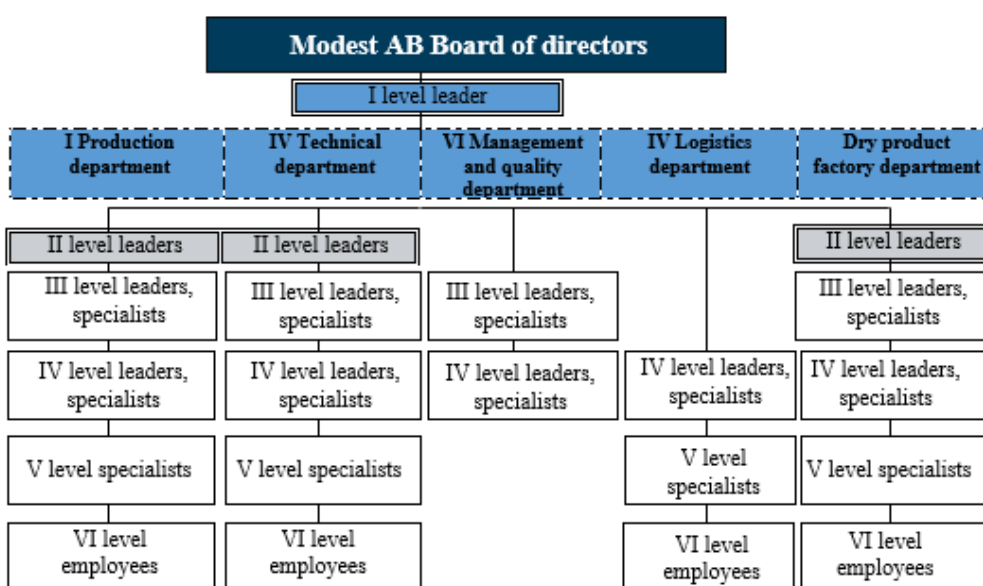 Modest AB Board of directors
I level leader
I Production
department
IV Technical
department
VI Management
and quality
department
IV Logistics
department
Dry product
factory department
II level leaders
II level leaders
II level leaders
III level leaders,
specialists
III level leaders,
specialists
III level leaders,
specialists
III level leaders,
specialists
IV level leaders,
specialists
IV level leaders,
specialists
IV level leaders,
specialists
IV level leaders,
specialists
IV level leaders,
specialists
V level specialists
V level specialists
V level
specialists
V level specialists
VI level
employees
VI level
employees
VI level
employees
VI level
employees